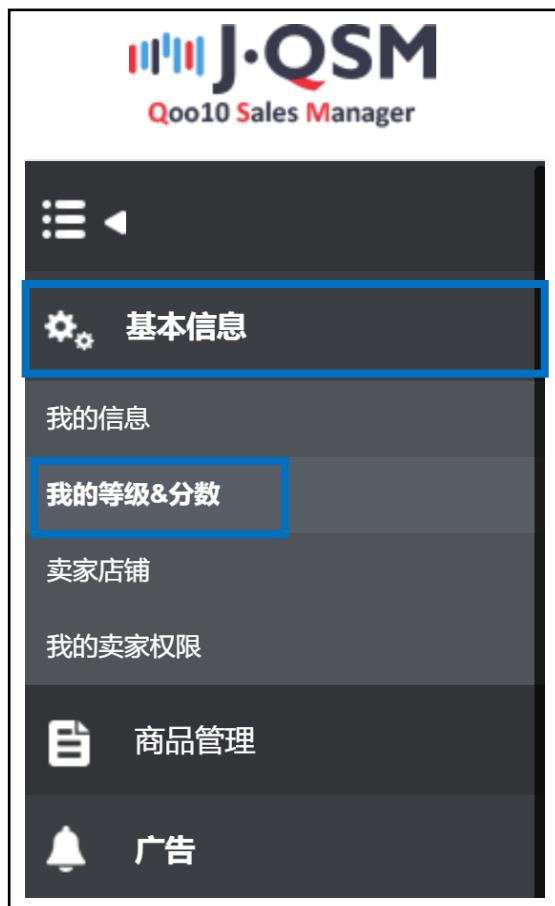 J·QSM
Qoo10 Sales Manager
基本信息
我的信息
我的等级&分数
卖家店铺
我的卖家权限
商品管理
广告